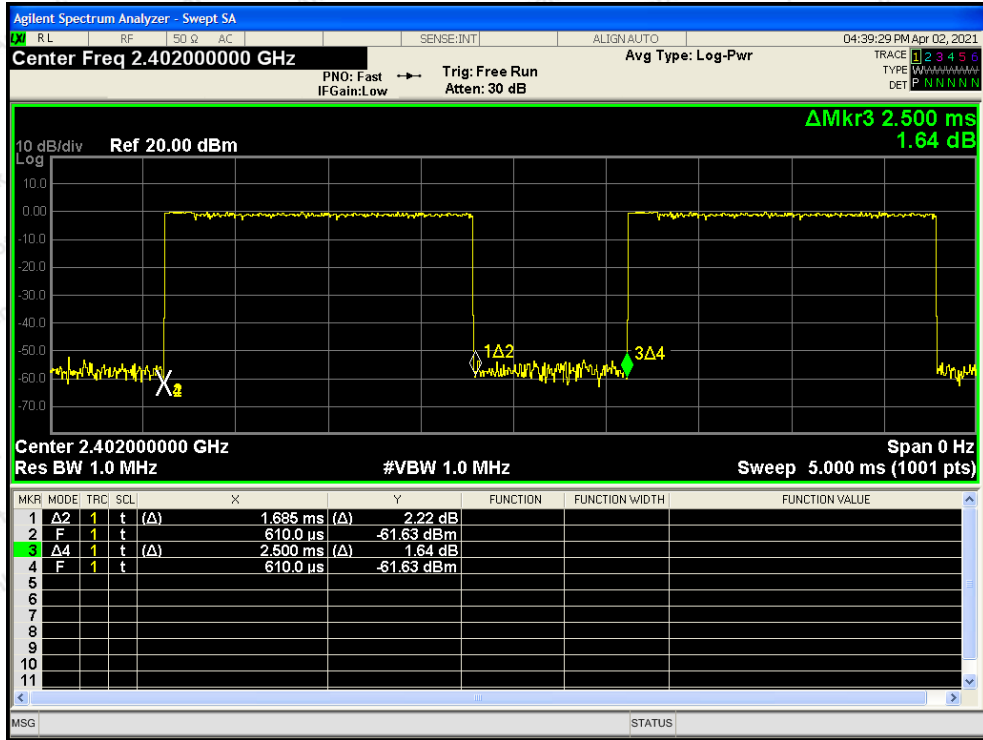 Agilent Spectrum Analyzer - Swept SA
LXI RL RF 50 Ω AC SENSE:INT ALIGN AUTO 04:39:29 PM Apr 02, 2021
Center Freq 2.402000000 GHz
PNO: Fast Trig: Free Run
IFGain:Low Atten: 30 dB
Avg Type: Log-Pwr
TRACE 1 2 3 4 5 6
TYPE WWWWWW
DET P N N N N N
ΔMkr3 2.500 ms
1.64 dB
10 dB/div Ref 20.00 dBm
Log
10.0
0.00
-10.0
-20.0
-30.0
-40.0
-50.0
-60.0
-70.0
1Δ2
3Δ4
2
Center 2.402000000 GHz Span 0 Hz
Res BW 1.0 MHz #VBW 1.0 MHz Sweep 5.000 ms (1001 pts)
MKR MODE TRC SCL X Y FUNCTION FUNCTION WIDTH FUNCTION VALUE
1 Δ2 1 t (Δ) 1.685 ms (Δ) 2.22 dB
2 F 1 t 610.0 µs -61.63 dBm
3 Δ4 1 t (Δ) 2.500 ms (Δ) 1.64 dB
4 F 1 t 610.0 µs -61.63 dBm
5
6
7
8
9
10
11
MSG STATUS